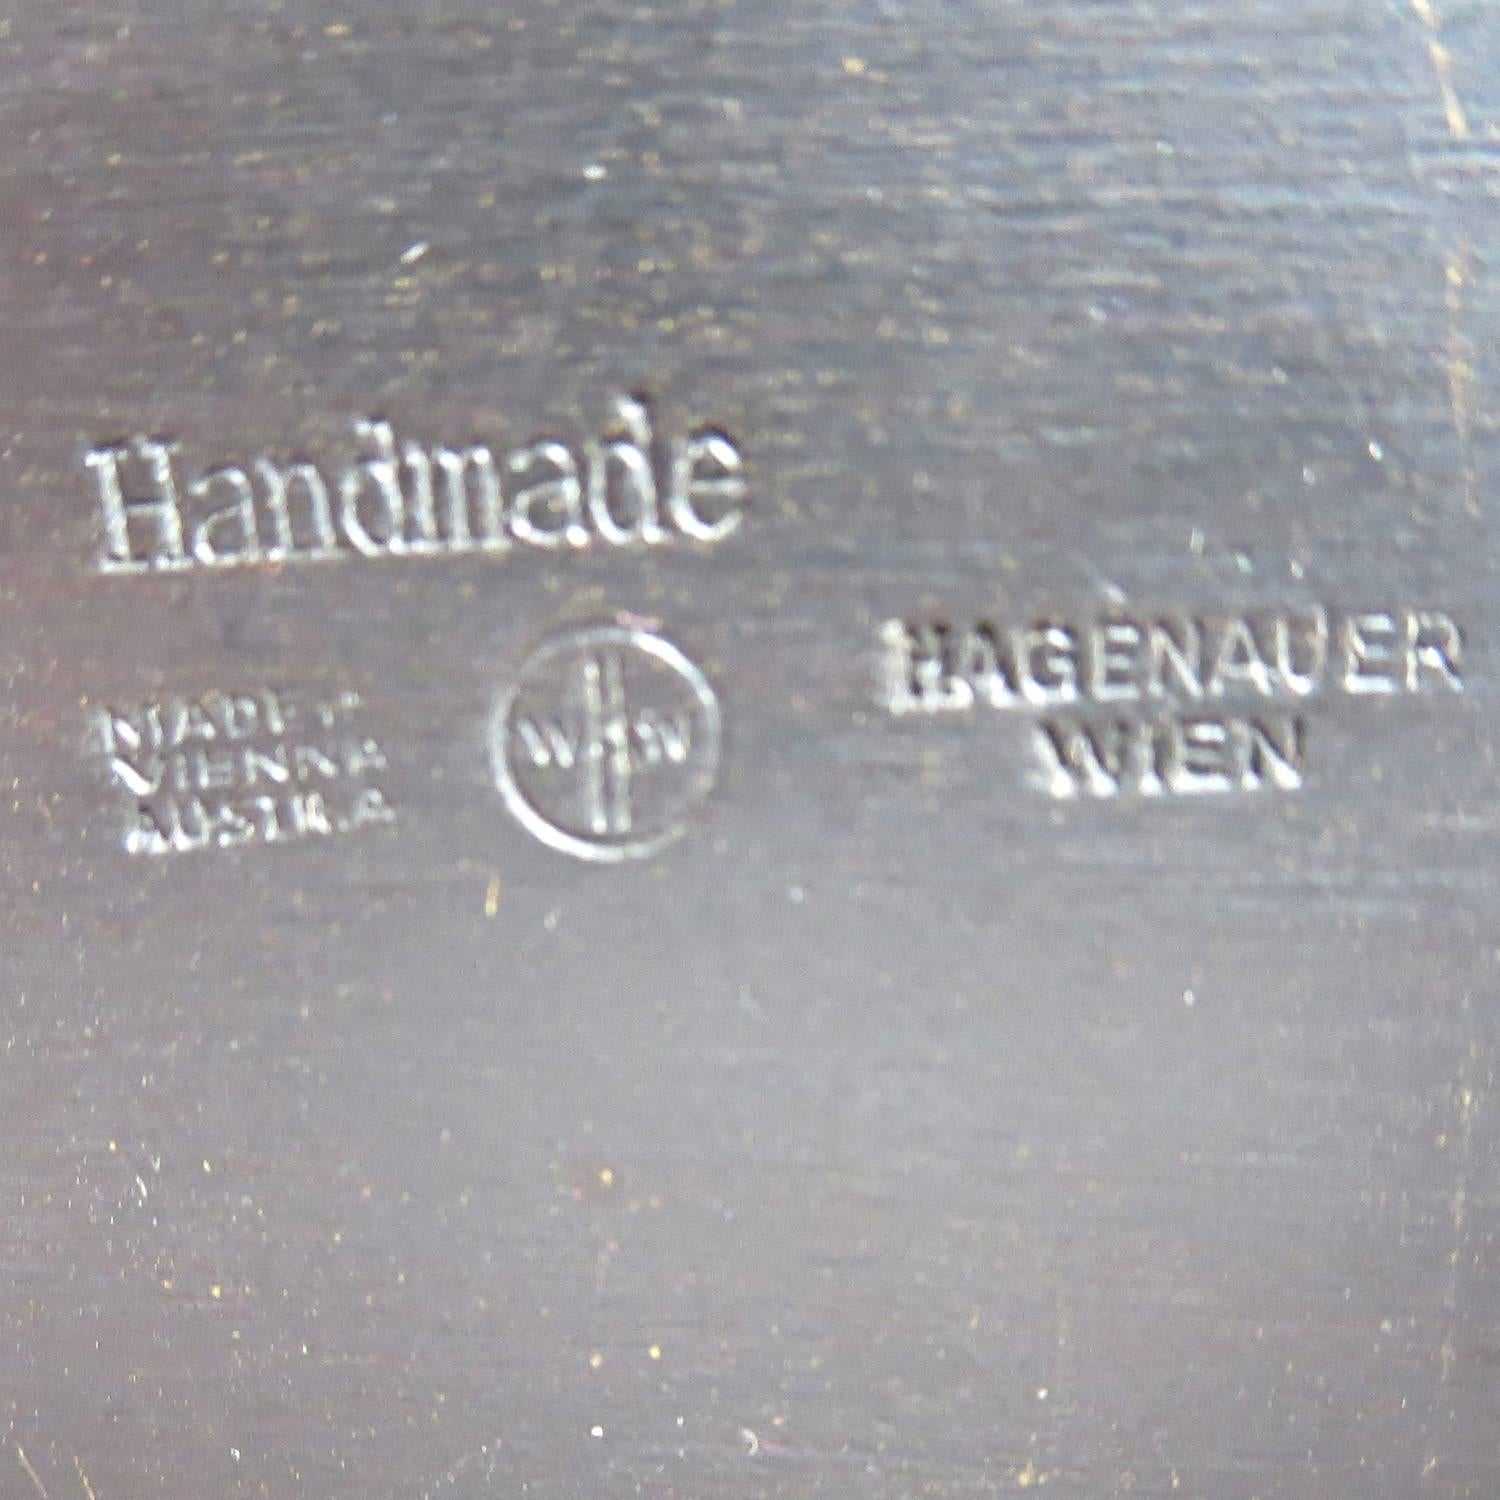 Handmade
MADE IN
VIENNA
AUSTRIA
WHW
HAGENAUER
WIEN